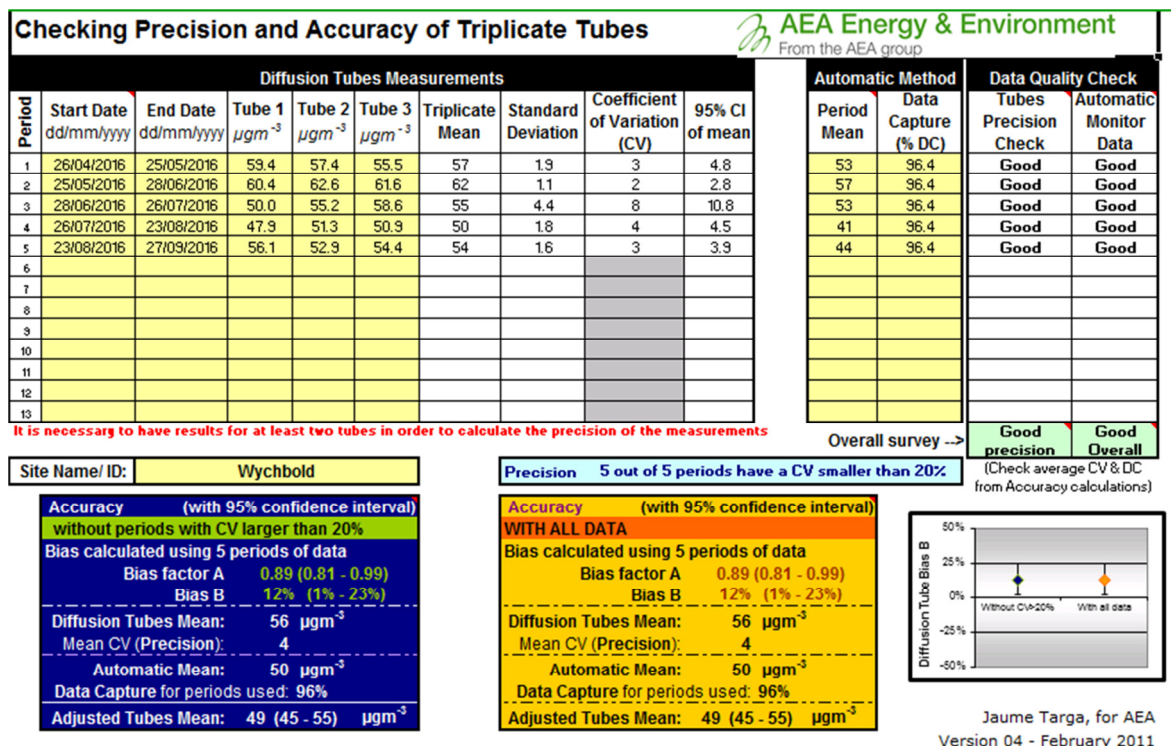 Checking Precision and Accuracy of Triplicate Tubes
AEA Energy & Environment
From the AEA group
Diffusion Tubes Measurements
Automatic Method
Data Quality Check
Period
Start Date dd/mm/yyyy
End Date dd/mm/yyyy
Tube 1 µgm⁻³
Tube 2 µgm⁻³
Tube 3 µgm⁻³
Triplicate Mean
Standard Deviation
Coefficient of Variation (CV)
95% CI of mean
Period Mean
Data Capture (% DC)
Tubes Precision Check
Automatic Monitor Data
1 26/04/2016 25/05/2016 59.4 57.4 55.5 57 1.9 3 4.8 53 96.4 Good Good
2 25/05/2016 28/06/2016 60.4 62.6 61.6 62 1.1 2 2.8 57 96.4 Good Good
3 28/06/2016 26/07/2016 50.0 55.2 58.6 55 4.4 8 10.8 53 96.4 Good Good
4 26/07/2016 23/08/2016 47.9 51.3 50.9 50 1.8 4 4.5 41 96.4 Good Good
5 23/08/2016 27/09/2016 56.1 52.9 54.4 54 1.6 3 3.9 44 96.4 Good Good
6
7
8
9
10
11
12
13
It is necessary to have results for at least two tubes in order to calculate the precision of the measurements
Overall survey -->
Good precision
Good Overall
(Check average CV & DC
from Accuracy calculations)
Site Name/ ID: Wychbold
Precision 5 out of 5 periods have a CV smaller than 20%
Accuracy (with 95% confidence interval)
without periods with CV larger than 20%
Bias calculated using 5 periods of data
Bias factor A 0.89 (0.81 - 0.99)
Bias B 12% (1% - 23%)
Diffusion Tubes Mean: 56 µgm⁻³
Mean CV (Precision): 4
Automatic Mean: 50 µgm⁻³
Data Capture for periods used: 96%
Adjusted Tubes Mean: 49 (45 - 55) µgm⁻³
Accuracy (with 95% confidence interval)
WITH ALL DATA
Bias calculated using 5 periods of data
Bias factor A 0.89 (0.81 - 0.99)
Bias B 12% (1% - 23%)
Diffusion Tubes Mean: 56 µgm⁻³
Mean CV (Precision): 4
Automatic Mean: 50 µgm⁻³
Data Capture for periods used: 96%
Adjusted Tubes Mean: 49 (45 - 55) µgm⁻³
Diffusion Tube Bias B
50%
25%
0%
-25%
-50%
Without CV>20%
With all data
Jaume Targa, for AEA
Version 04 - February 2011